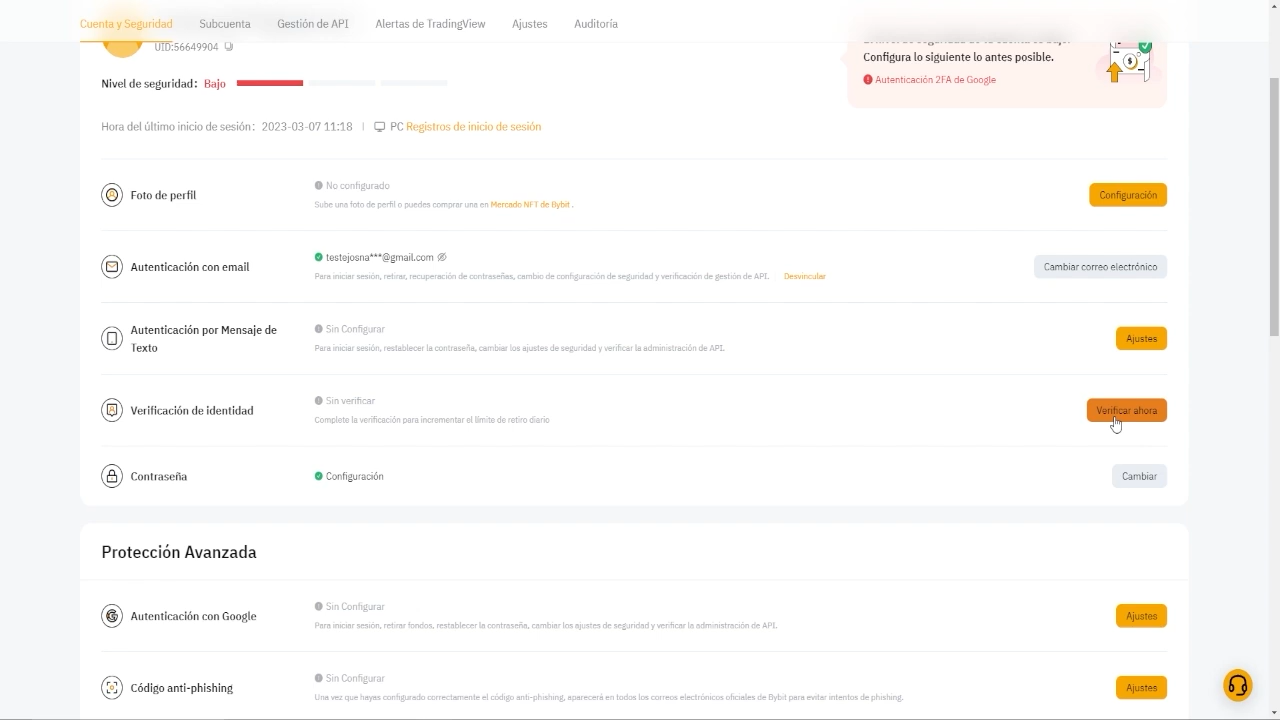 Cuenta y Seguridad Subcuenta Gestión de API Alertas de TradingView Ajustes Auditoría
UID:56649904
Nivel de seguridad: Bajo
Configura lo siguiente lo antes posible.
Autenticación 2FA de Google
Hora del último inicio de sesión: 2023-03-07 11:18 | PC Registros de inicio de sesión
Foto de perfil
No configurado
Sube una foto de perfil o puedes comprar una en Mercado NFT de Bybit .
Configuración
Autenticación con email
testejosna***@gmail.com
Para iniciar sesión, retirar, recuperación de contraseñas, cambio de configuración de seguridad y verificación de gestión de API. Desvincular
Cambiar correo electrónico
Autenticación por Mensaje de
Texto
Sin Configurar
Para iniciar sesión, restablecer la contraseña, cambiar los ajustes de seguridad y verificar la administración de API.
Ajustes
Verificación de identidad
Sin verificar
Complete la verificación para incrementar el límite de retiro diario
Verificar ahora
Contraseña
Configuración
Cambiar
Protección Avanzada
Autenticación con Google
Sin Configurar
Para iniciar sesión, retirar fondos, restablecer la contraseña, cambiar los ajustes de seguridad y verificar la administración de API.
Ajustes
Código anti-phishing
Sin Configurar
Una vez que hayas configurado correctamente el código anti-phishing, aparecerá en todos los correos electrónicos oficiales de Bybit para evitar intentos de phishing.
Ajustes